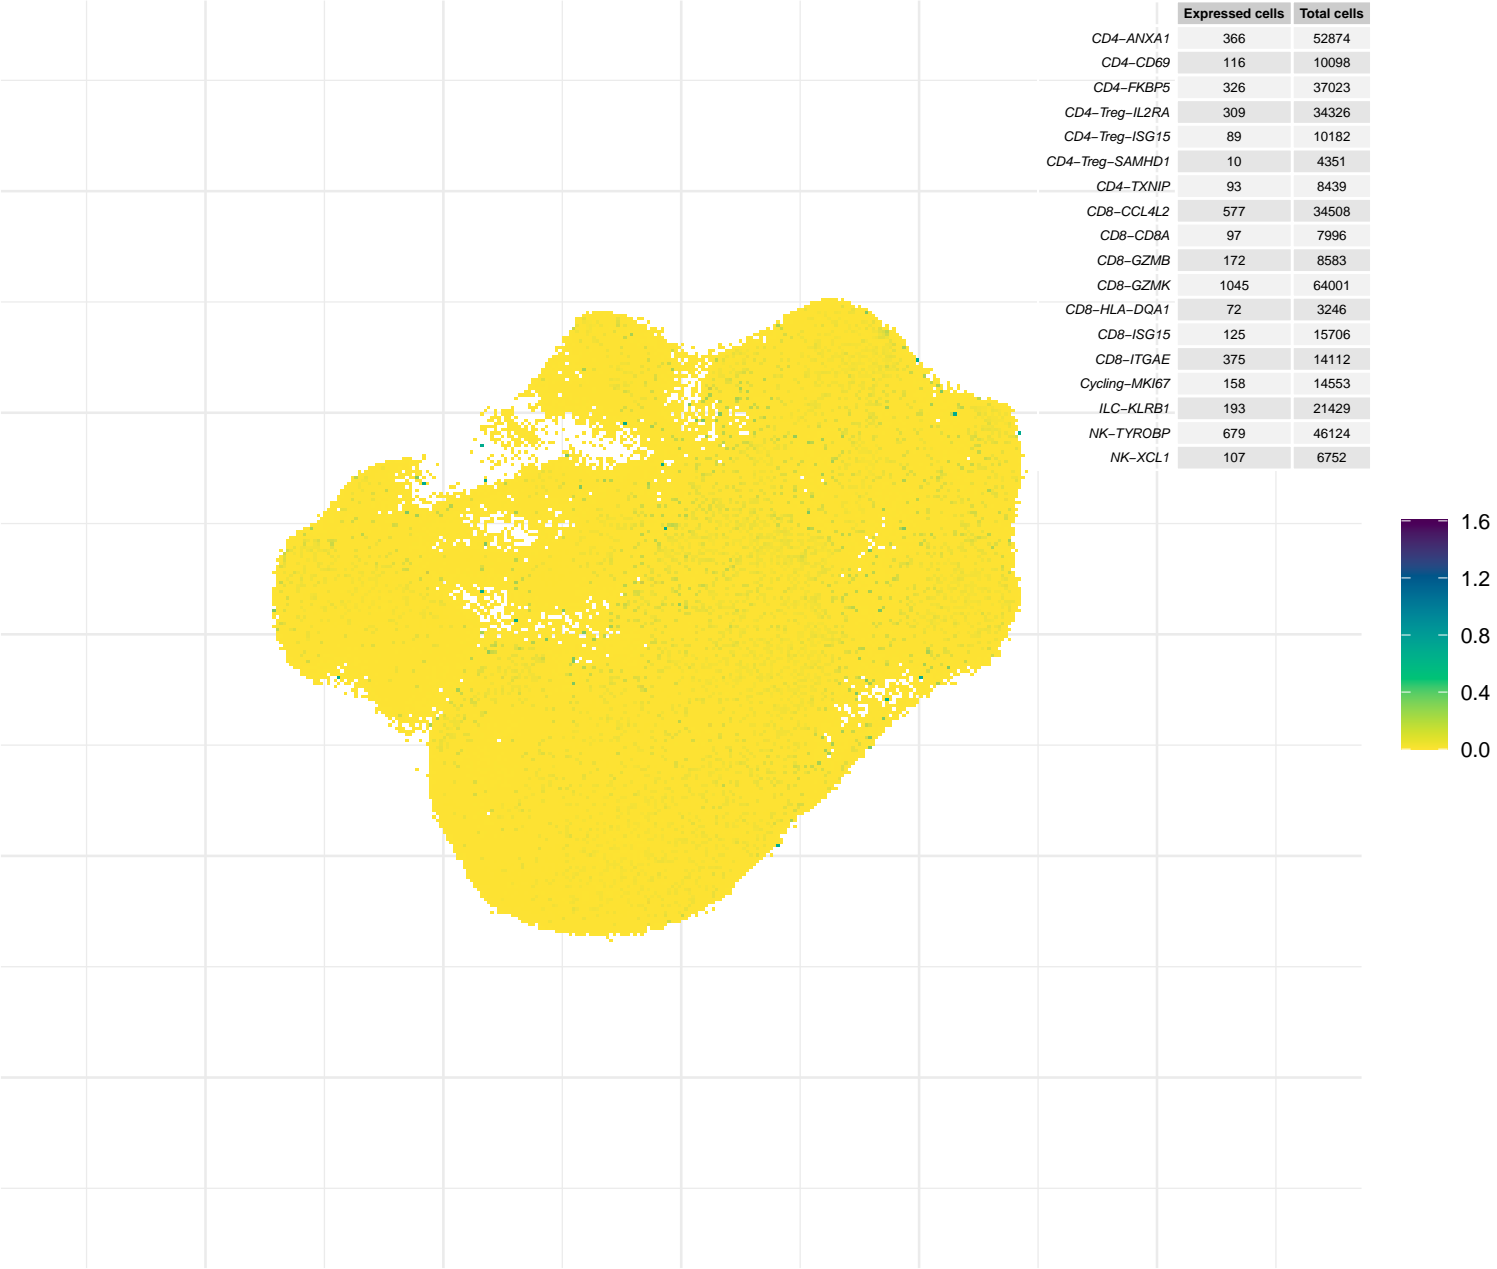 Expressed cells Total cells
CD4−ANXA1 366 52874
CD4−CD69 116 10098
CD4−FKBP5 326 37023
CD4−Treg−IL2RA 309 34326
CD4−Treg−ISG15 89 10182
CD4−Treg−SAMHD1 10 4351
CD4−TXNIP 93 8439
CD8−CCL4L2 577 34508
CD8−CD8A 97 7996
CD8−GZMB 172 8583
CD8−GZMK 1045 64001
CD8−HLA−DQA1 72 3246
CD8−ISG15 125 15706
CD8−ITGAE 375 14112
Cycling−MKI67 158 14553
ILC−KLRB1 193 21429
NK−TYROBP 679 46124
NK−XCL1 107 6752
1.6
1.2
0.8
0.4
0.0